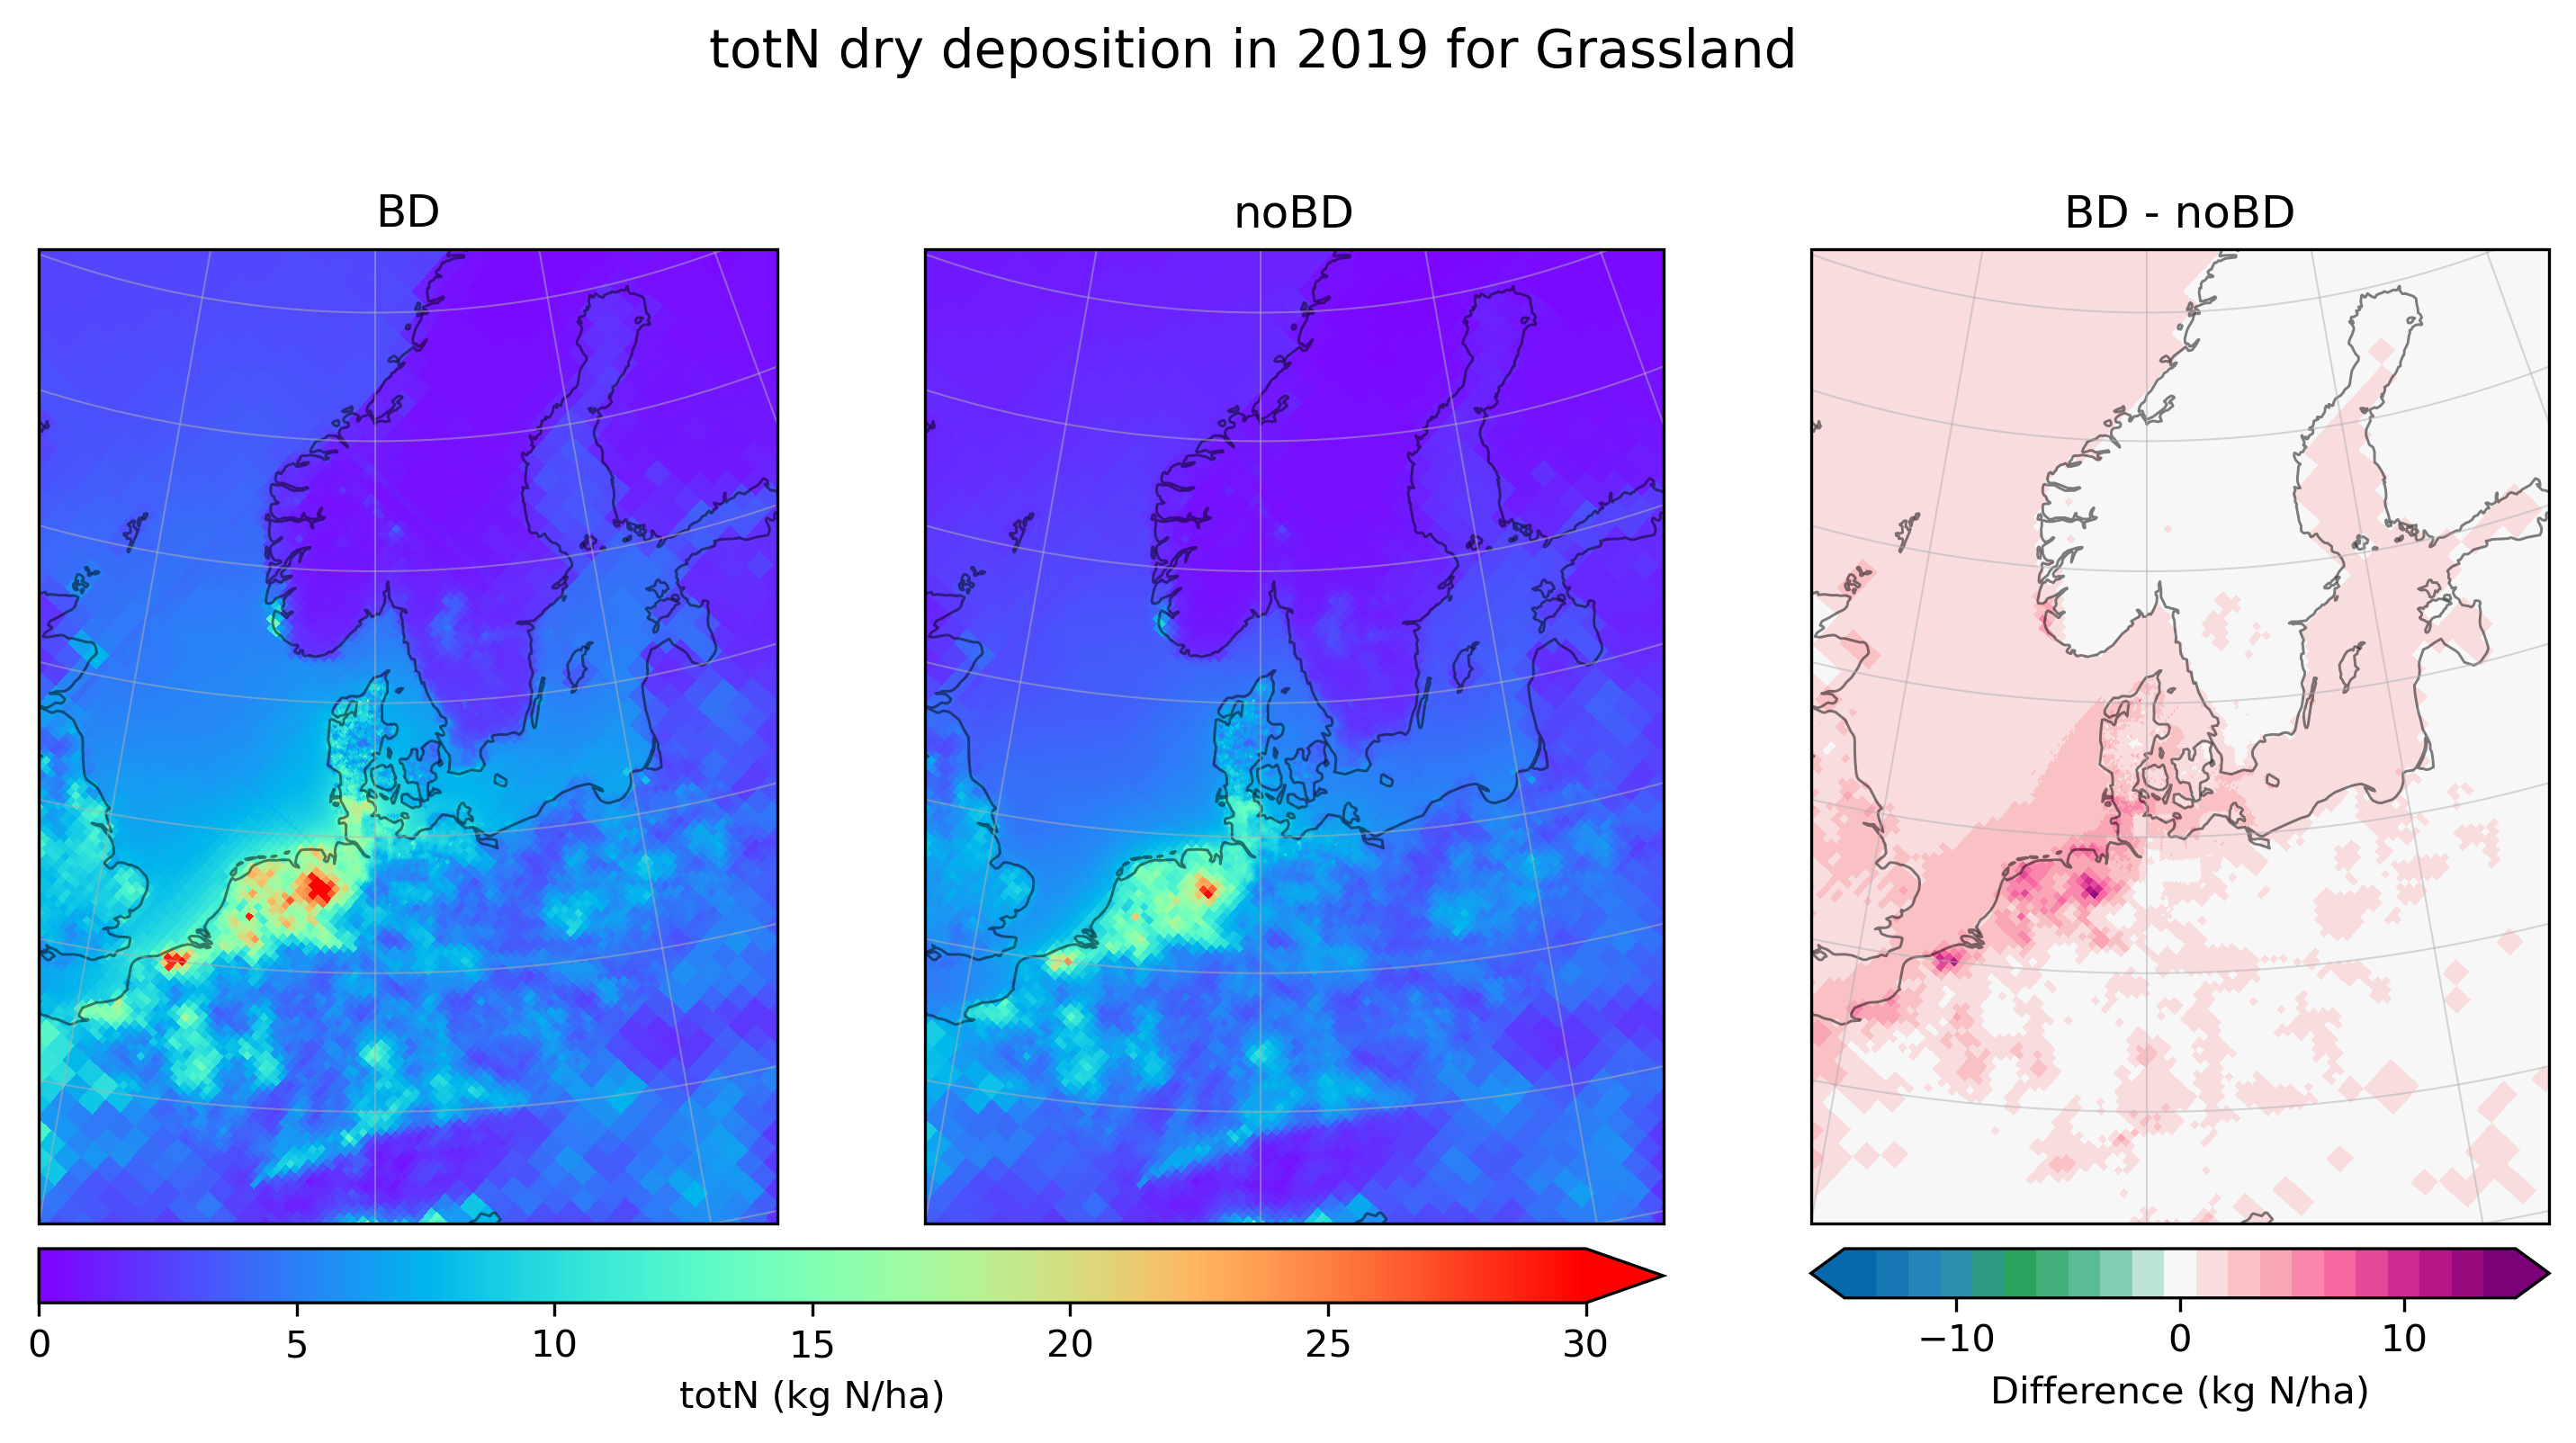 totN dry deposition in 2019 for Grassland
BD
noBD
BD - noBD
0 5 10 15 20 25 30
totN (kg N/ha)
−10 0 10
Difference (kg N/ha)